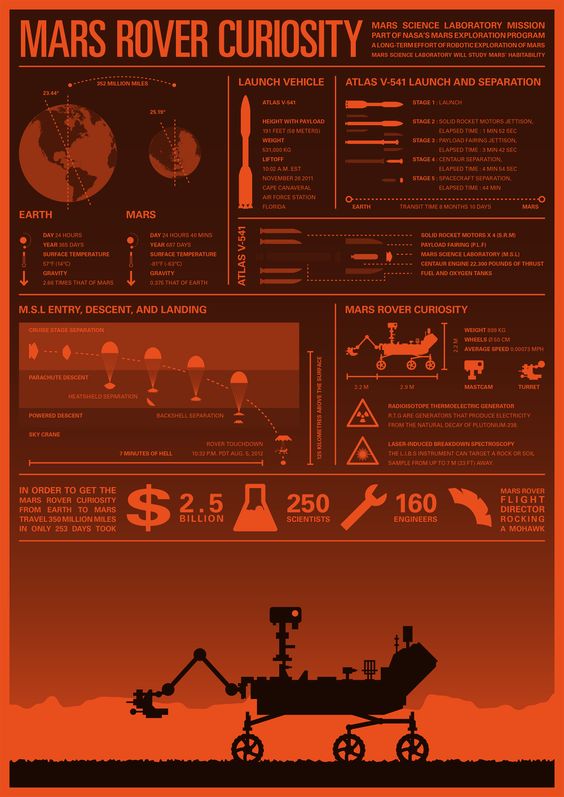 MARS ROVER CURIOSITY
MARS SCIENCE LABORATORY MISSION
PART OF NASA'S MARS EXPLORATION PROGRAM
A LONG-TERM EFFORT OF ROBOTIC EXPLORATION OF MARS
MARS SCIENCE LABORATORY WILL STUDY MARS' HABITABILITY
352 MILLION MILES
23.44°
25.19°
EARTH
DAY 24 HOURS
YEAR 365 DAYS
SURFACE TEMPERATURE
57°F (14°C)
GRAVITY
2.66 TIMES THAT OF MARS
MARS
DAY 24 HOURS 40 MINS
YEAR 687 DAYS
SURFACE TEMPERATURE
-81°F (-63°C)
GRAVITY
0.376 THAT OF EARTH
LAUNCH VEHICLE
ATLAS V-541
HEIGHT WITH PAYLOAD
191 FEET (58 METERS)
WEIGHT
531,000 KG
LIFTOFF
10:02 A.M. EST
NOVEMBER 26 2011
CAPE CANAVERAL
AIR FORCE STATION
FLORIDA
ATLAS V-541 LAUNCH AND SEPARATION
STAGE 1 : LAUNCH
STAGE 2 : SOLID ROCKET MOTORS JETTISON,
ELAPSED TIME : 1 MIN 52 SEC
STAGE 3 : PAYLOAD FAIRING JETTISON,
ELAPSED TIME : 3 MIN 42 SEC
STAGE 4 : CENTAUR SEPARATION,
ELAPSED TIME : 4 MIN 54 SEC
STAGE 5 : SPACECRAFT SEPARATION,
ELAPSED TIME : 44 MIN
EARTH
TRANSIT TIME 8 MONTHS 10 DAYS
MARS
ATLAS V-541
SOLID ROCKET MOTORS X 4 (S.R.M)
PAYLOAD FAIRING (P.L.F)
MARS SCIENCE LABORATORY (M.S.L)
CENTAUR ENGINE 22,300 POUNDS OF THRUST
FUEL AND OXYGEN TANKS
M.S.L ENTRY, DESCENT, AND LANDING
CRUISE STAGE SEPARATION
PARACHUTE DESCENT
HEATSHIELD SEPARATION
POWERED DESCENT
BACKSHELL SEPARATION
SKY CRANE
ROVER TOUCHDOWN
7 MINUTES OF HELL
10:32 P.M. PDT AUG. 5, 2012
125 KILOMETRES ABOVE THE SURFACE
MARS ROVER CURIOSITY
2.2 M
2.2 M
2.9 M
WEIGHT 899 KG
WHEELS Ø 50 CM
AVERAGE SPEED 0.00073 MPH
MASTCAM
TURRET
RADIOISOTOPE THERMOELECTRIC GENERATOR
R.T.G ARE GENERATORS THAT PRODUCE ELECTRICITY
FROM THE NATURAL DECAY OF PLUTONIUM-238.
LASER-INDUCED BREAKDOWN SPECTROSCOPY
THE L.I.B.S INSTRUMENT CAN TARGET A ROCK OR SOIL
SAMPLE FROM UP TO 7 M (23 FT) AWAY.
IN ORDER TO GET THE
MARS ROVER CURIOSITY
FROM EARTH TO MARS
TRAVEL 350 MILLION MILES
IN ONLY 253 DAYS TOOK
$
2.5
BILLION
250
SCIENTISTS
160
ENGINEERS
MARS ROVER
FLIGHT
DIRECTOR
ROCKING
A MOHAWK